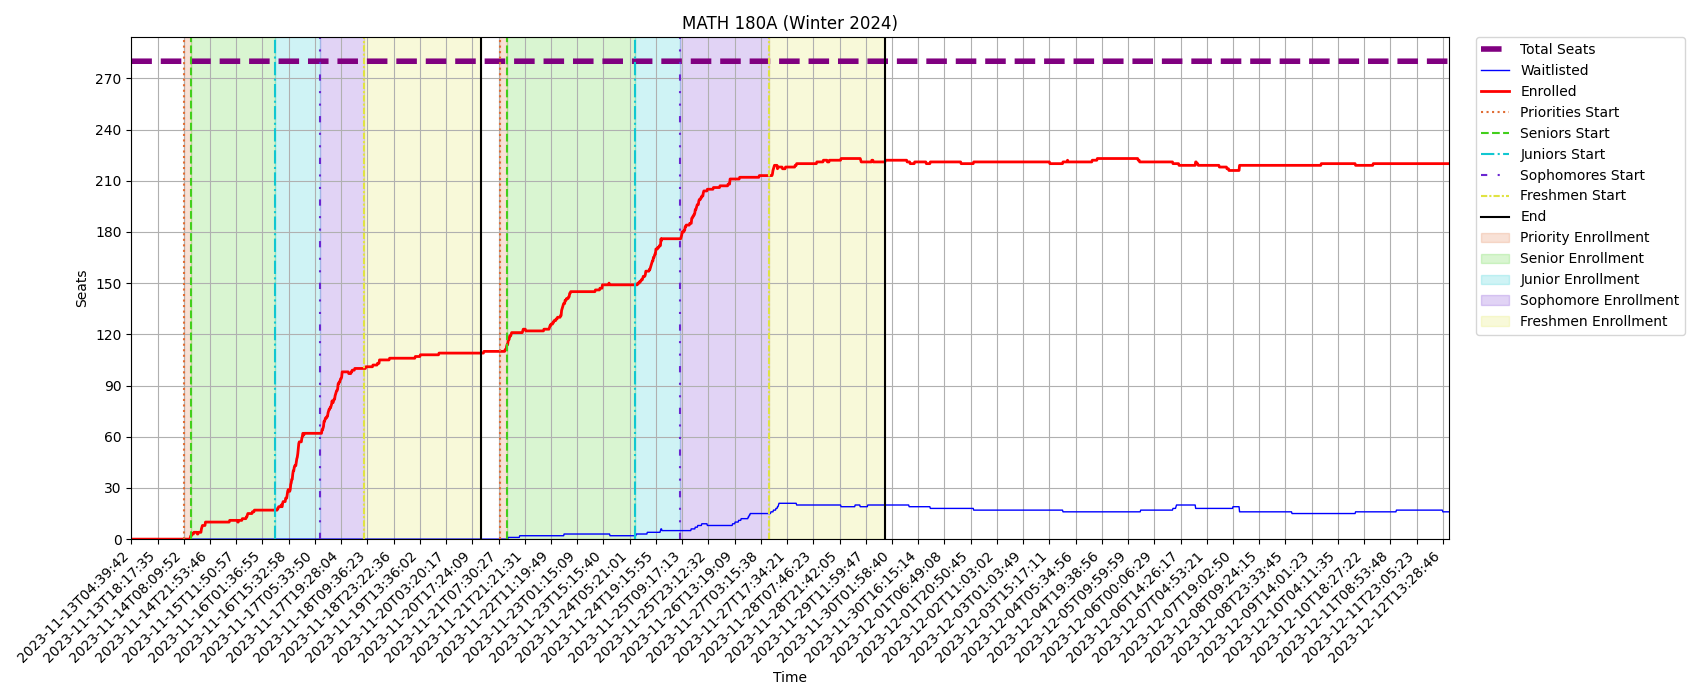 MATH 180A (Winter 2024)
Seats
270
240
210
180
150
120
90
60
30
0
2023-11-13T04:39:42
2023-11-13T18:17:35
2023-11-14T08:09:52
2023-11-14T21:53:46
2023-11-15T11:50:57
2023-11-16T01:36:55
2023-11-16T15:32:58
2023-11-17T05:33:50
2023-11-17T19:28:04
2023-11-18T09:36:23
2023-11-18T23:22:36
2023-11-19T13:36:02
2023-11-20T03:20:17
2023-11-20T17:24:09
2023-11-21T07:30:27
2023-11-21T21:21:31
2023-11-22T11:19:49
2023-11-23T01:15:09
2023-11-23T15:15:40
2023-11-24T05:21:01
2023-11-24T19:15:55
2023-11-25T09:17:13
2023-11-25T23:12:32
2023-11-26T13:19:09
2023-11-27T03:15:38
2023-11-27T17:34:21
2023-11-28T07:46:23
2023-11-28T21:42:05
2023-11-29T11:59:47
2023-11-30T01:58:40
2023-11-30T16:15:14
2023-12-01T06:49:08
2023-12-01T20:50:45
2023-12-02T11:03:02
2023-12-03T01:03:49
2023-12-03T15:17:11
2023-12-04T05:34:56
2023-12-04T19:38:56
2023-12-05T09:59:59
2023-12-06T00:06:29
2023-12-06T14:26:17
2023-12-07T04:53:21
2023-12-07T19:02:50
2023-12-08T09:24:15
2023-12-08T23:33:45
2023-12-09T14:01:23
2023-12-10T04:11:35
2023-12-10T18:27:22
2023-12-11T08:53:48
2023-12-11T23:05:23
2023-12-12T13:28:46
Time
Total Seats
Waitlisted
Enrolled
Priorities Start
Seniors Start
Juniors Start
Sophomores Start
Freshmen Start
End
Priority Enrollment
Senior Enrollment
Junior Enrollment
Sophomore Enrollment
Freshmen Enrollment